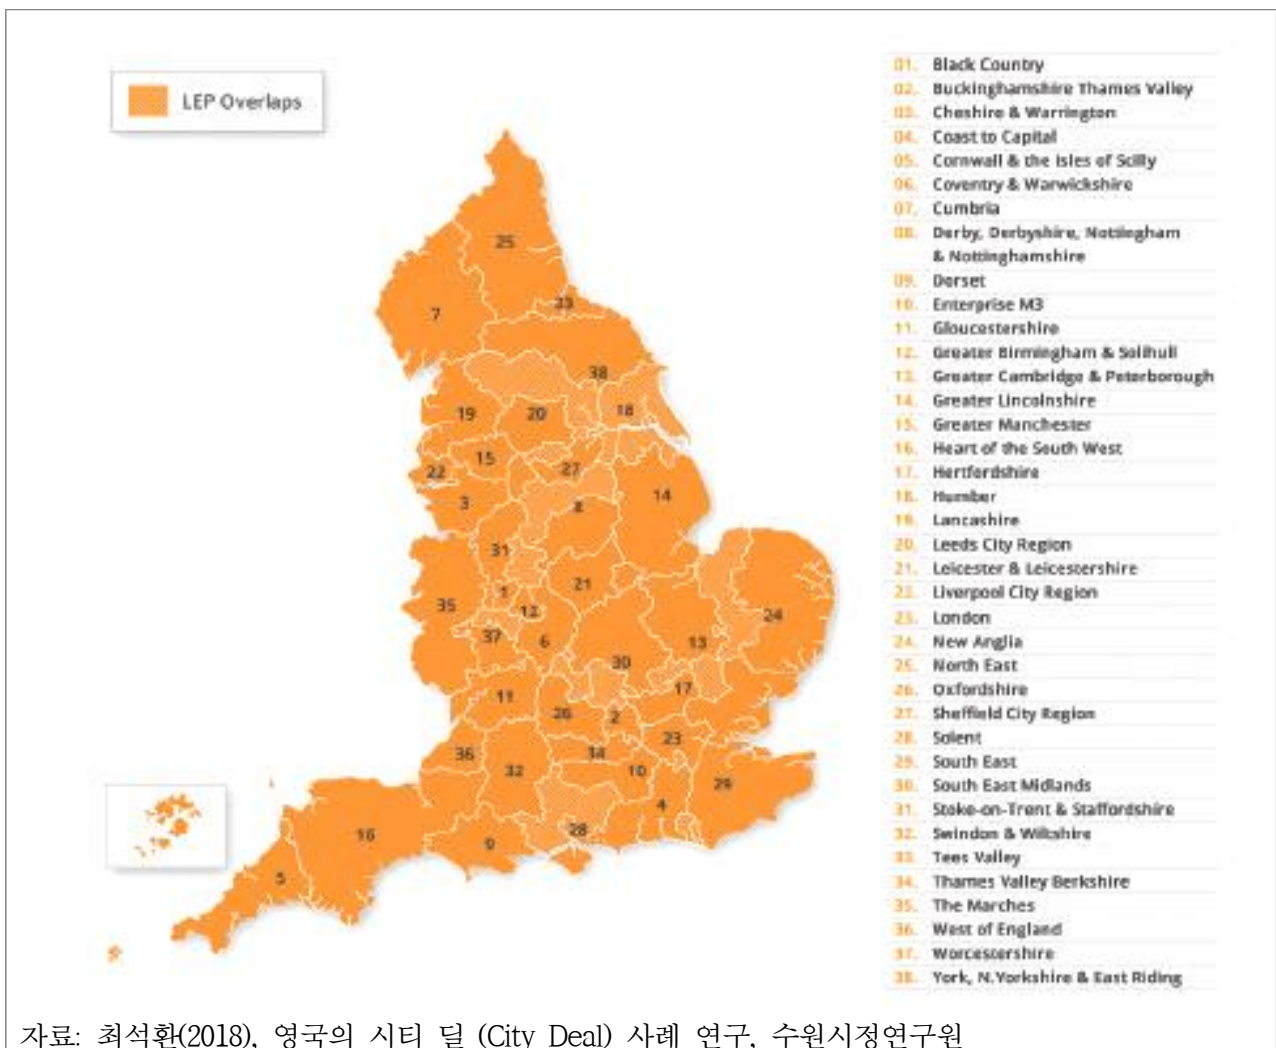 LEP Overlaps
01. Black Country
02. Buckinghamshire Thames Valley
03. Cheshire & Warrington
04. Coast to Capital
05. Cornwall & the Isles of Scilly
06. Coventry & Warwickshire
07. Cumbria
08. Derby, Derbyshire, Nottingham
& Nottinghamshire
09. Dorset
10. Enterprise M3
11. Gloucestershire
12. Greater Birmingham & Solihull
13. Greater Cambridge & Peterborough
14. Greater Lincolnshire
15. Greater Manchester
16. Heart of the South West
17. Hertfordshire
18. Humber
19. Lancashire
20. Leeds City Region
21. Leicester & Leicestershire
22. Liverpool City Region
23. London
24. New Anglia
25. North East
26. Oxfordshire
27. Sheffield City Region
28. Solent
29. South East
30. South East Midlands
31. Stoke-on-Trent & Staffordshire
32. Swindon & Wiltshire
33. Tees Valley
34. Thames Valley Berkshire
35. The Marches
36. West of England
37. Worcestershire
38. York, N.Yorkshire & East Riding
25
33
7
38
19
20
18
15
27
22
3
8
14
31
21
1
12
35
37
6
13
24
30
17
11
26
2
23
36
34
32
10
29
4
16
28
9
5
자료: 최석환(2018), 영국의 시티 딜 (City Deal) 사례 연구, 수원시정연구원